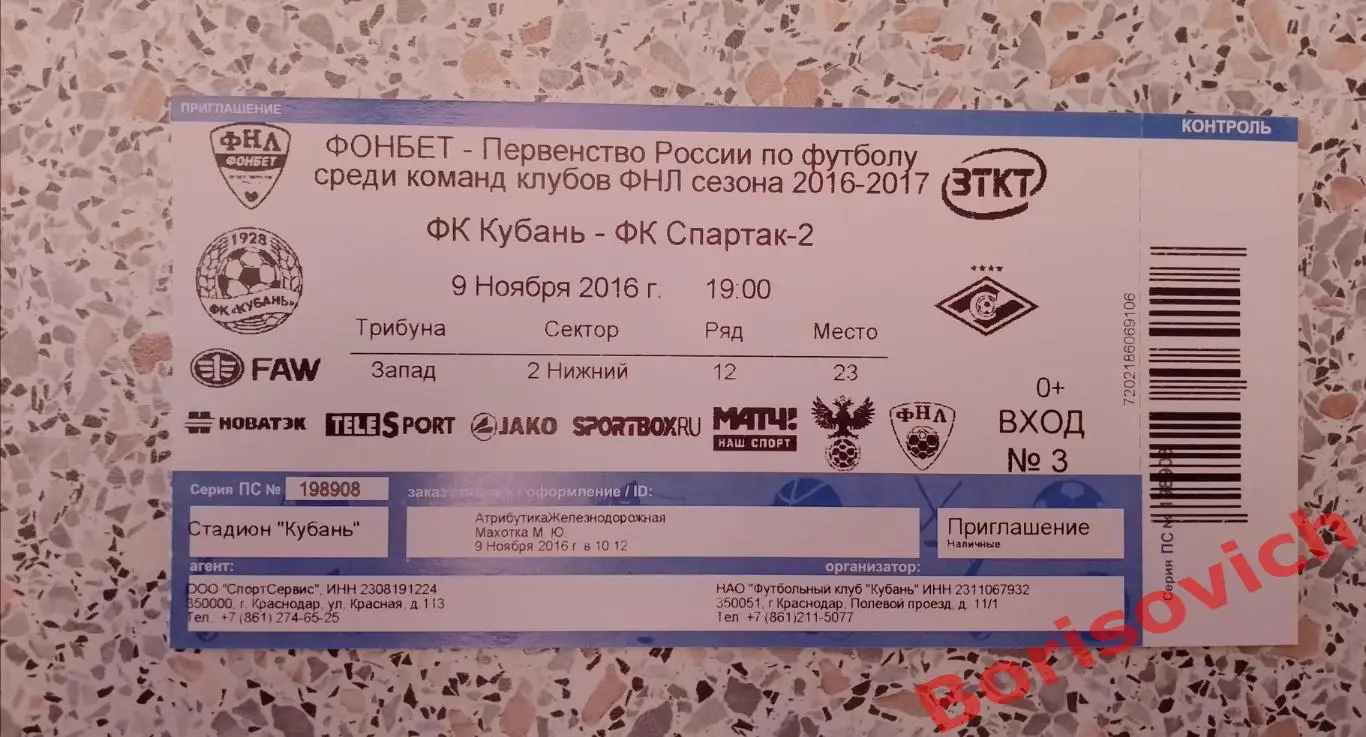 ПРИГЛАШЕНИЕ
КОНТРОЛЬ
ФНЛ
ФОНБЕТ
ФОНБЕТ - Первенство России по футболу
среди команд клубов ФНЛ сезона 2016-2017
ЗТКТ
ФК Кубань - ФК Спартак-2
1928
ФК «КУБАНЬ»
9 Ноября 2016 г. 19:00
Трибуна Сектор Ряд Место
Запад 2 Нижний 12 23
FAW
НОВАТЭК TELESPORT JAKO SPORTBOX.RU МАТЧ! НАШ СПОРТ ФНЛ
0+
ВХОД
№ 3
7202186069106
Серия ПС № 198908
Серия ПС № 198908
заказ / оформление / ID:
Стадион "Кубань"
АтрибутикаЖелезнодорожная
Махотка М. Ю.
9 Ноября 2016 г. в 10:12
Приглашение
Наличные
агент:
ООО "СпортСервис", ИНН 2308191224
350000, г. Краснодар, ул. Красная, д. 113
Тел.: +7 (861) 274-65-25
организатор:
НАО "Футбольный клуб "Кубань" ИНН 2311067932
350051, г Краснодар, Полевой проезд, д. 11/1
Тел.: +7 (861)211-5077
Borisovich